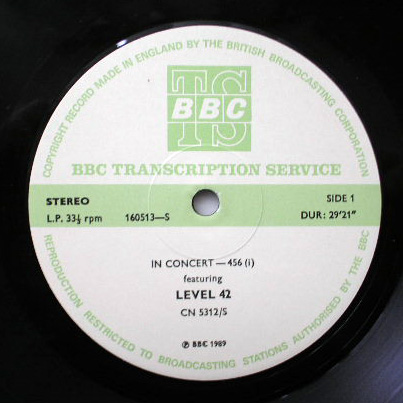 COPYRIGHT RECORD MADE IN ENGLAND BY THE BRITISH BROADCASTING CORPORATION
TS
BBC
BBC TRANSCRIPTION SERVICE
STEREO SIDE 1
L.P. 33⅓ rpm 160513—S DUR: 29'21"
IN CONCERT—456 (i)
featuring
LEVEL 42
CN 5312/S
℗ BBC 1989
REPRODUCTION RESTRICTED TO BROADCASTING STATIONS AUTHORISED BY THE BBC